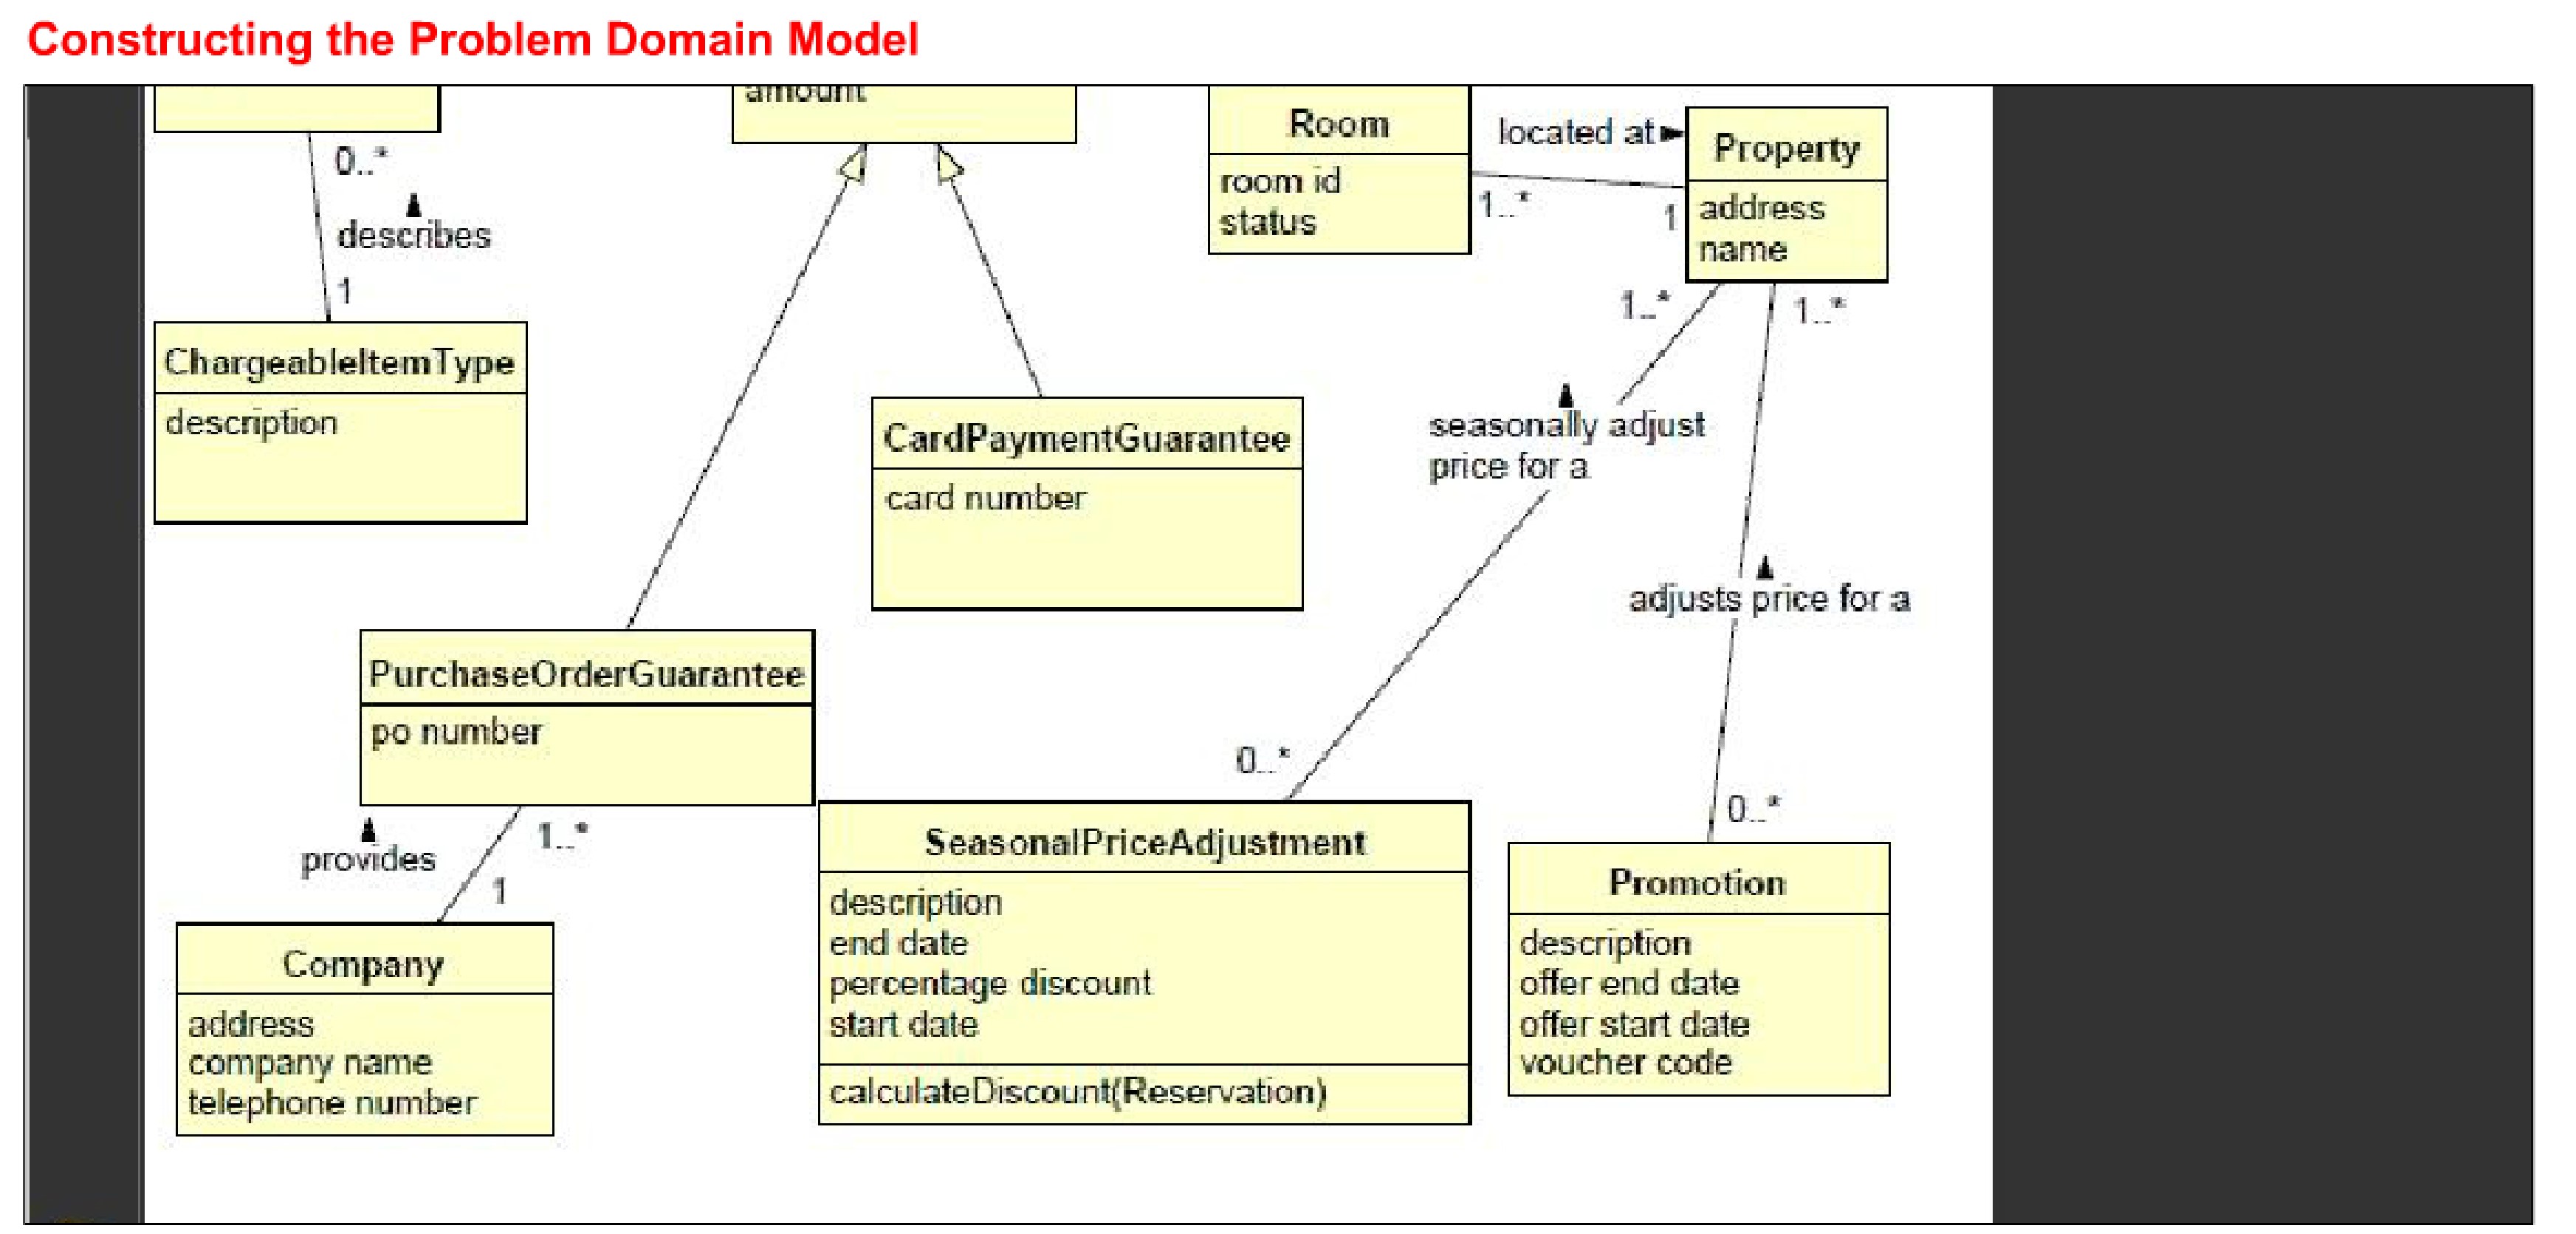 Constructing the Problem Domain Model
amount
Room
room id
status
located at
1..*
1
Property
address
name
0..*
describes
1
ChargeableItemType
description
CardPaymentGuarantee
card number
1..*
seasonally adjust
price for a
0..*
1..*
adjusts price for a
0..*
PurchaseOrderGuarantee
po number
provides
1..*
1
Company
address
company name
telephone number
SeasonalPriceAdjustment
description
end date
percentage discount
start date
calculateDiscount(Reservation)
Promotion
description
offer end date
offer start date
voucher code